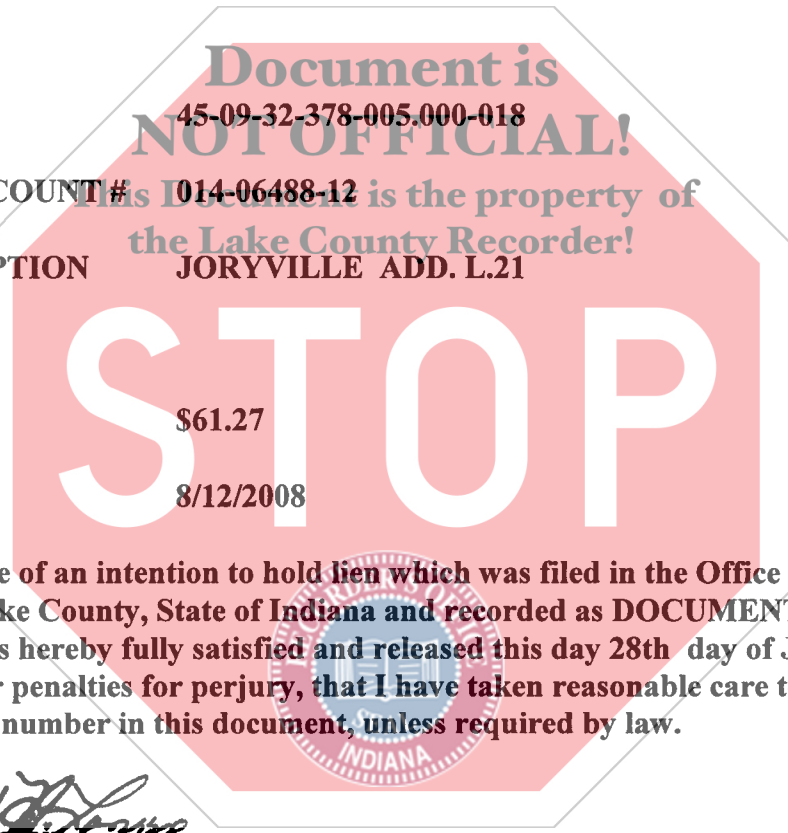 Document is
45-09-32-378-005.000-018
NOT OFFICIAL!
COUNT # 014-06488-12
This Document is the property of
the Lake County Recorder!
PTION JORYVILLE ADD. L.21
STOP
$61.27
8/12/2008
e of an intention to hold lien which was filed in the Office
ke County, State of Indiana and recorded as DOCUMENT
s hereby fully satisfied and released this day 28th day of J
r penalties for perjury, that I have taken reasonable care t
number in this document, unless required by law.
RECORDER'S OFFICE
INDIANA